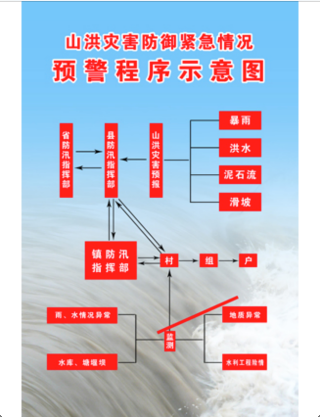 山洪灾害防御紧急情况
预警程序示意图
省防汛指挥部
县防汛指挥部
山洪灾害预报
暴雨
洪水
泥石流
滑坡
镇防汛
指挥部
村
组
户
雨、水情况异常
地质异常
监测
水库、塘堰坝
水利工程险情